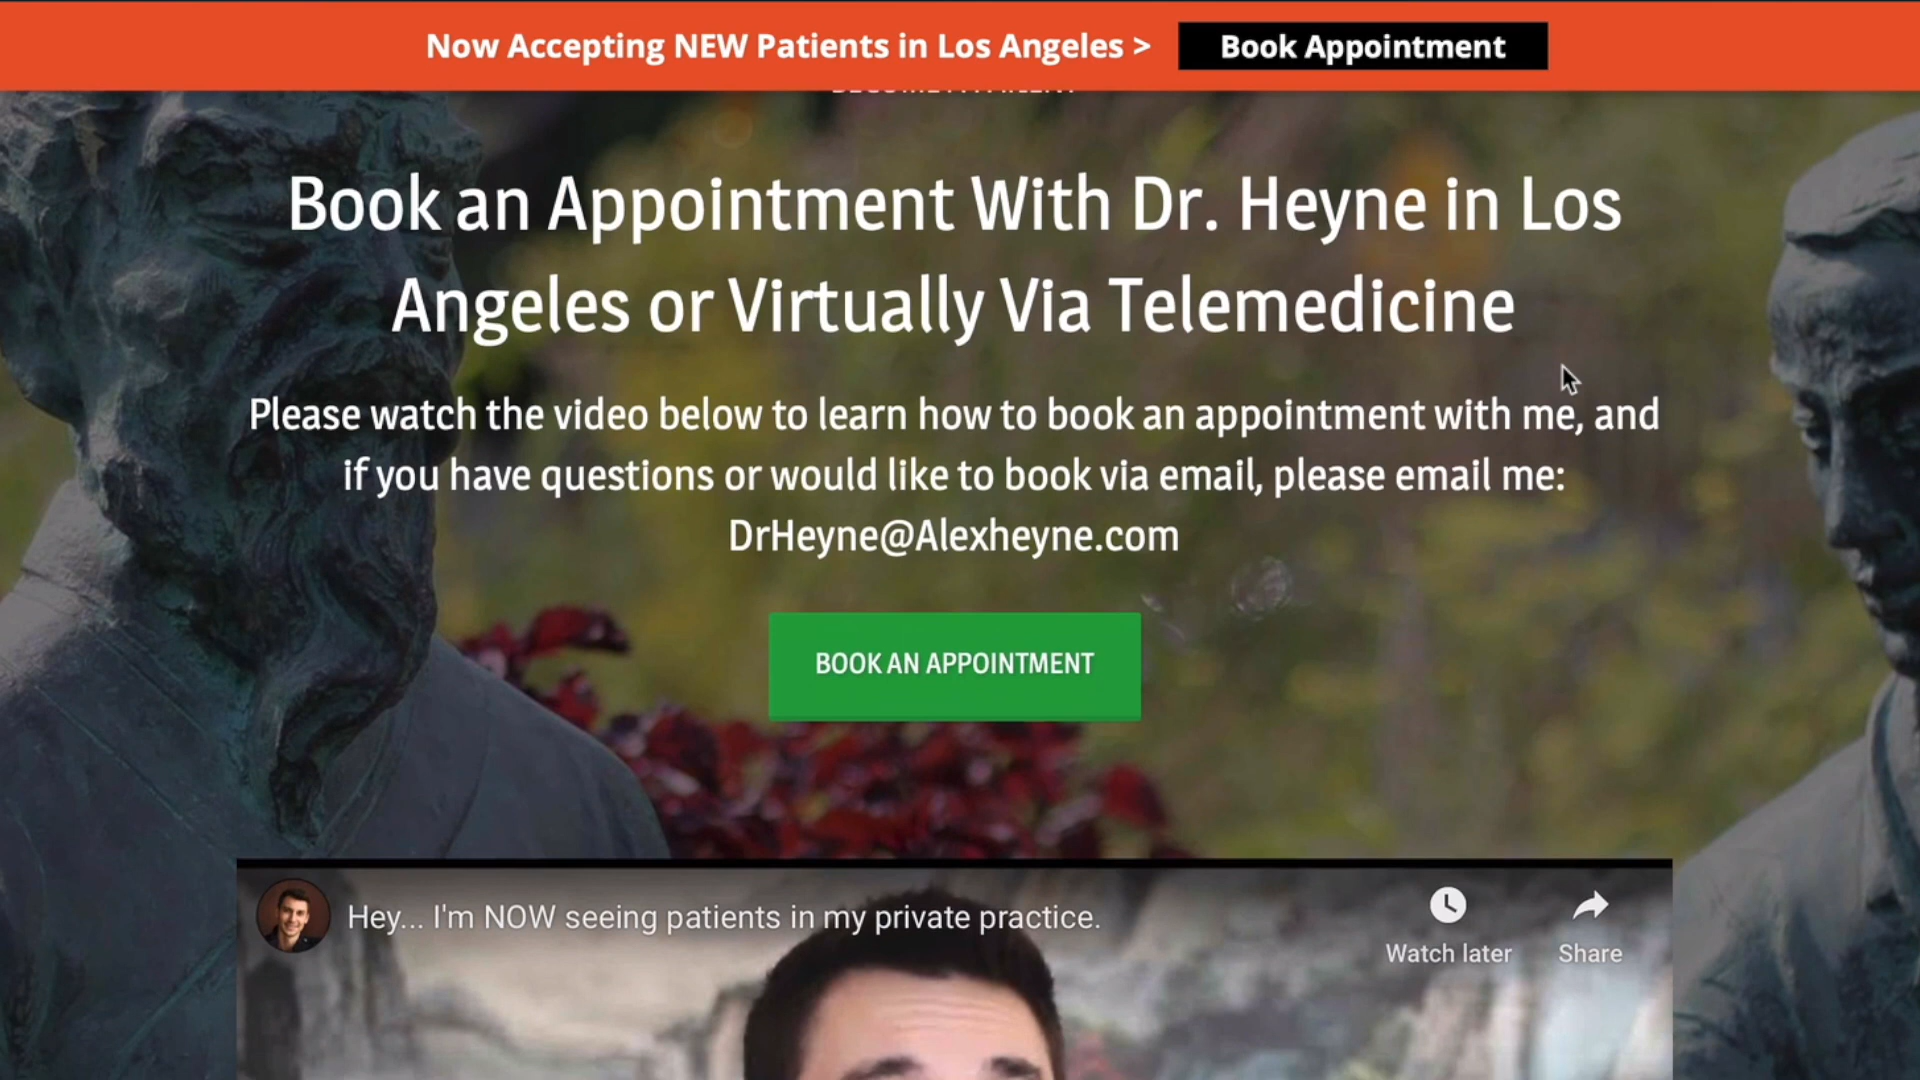 Now Accepting NEW Patients in Los Angeles >
Book Appointment
Book an Appointment With Dr. Heyne in Los
Angeles or Virtually Via Telemedicine
Please watch the video below to learn how to book an appointment with me, and
if you have questions or would like to book via email, please email me:
DrHeyne@Alexheyne.com
BOOK AN APPOINTMENT
Hey... I'm NOW seeing patients in my private practice.
Watch later
Share